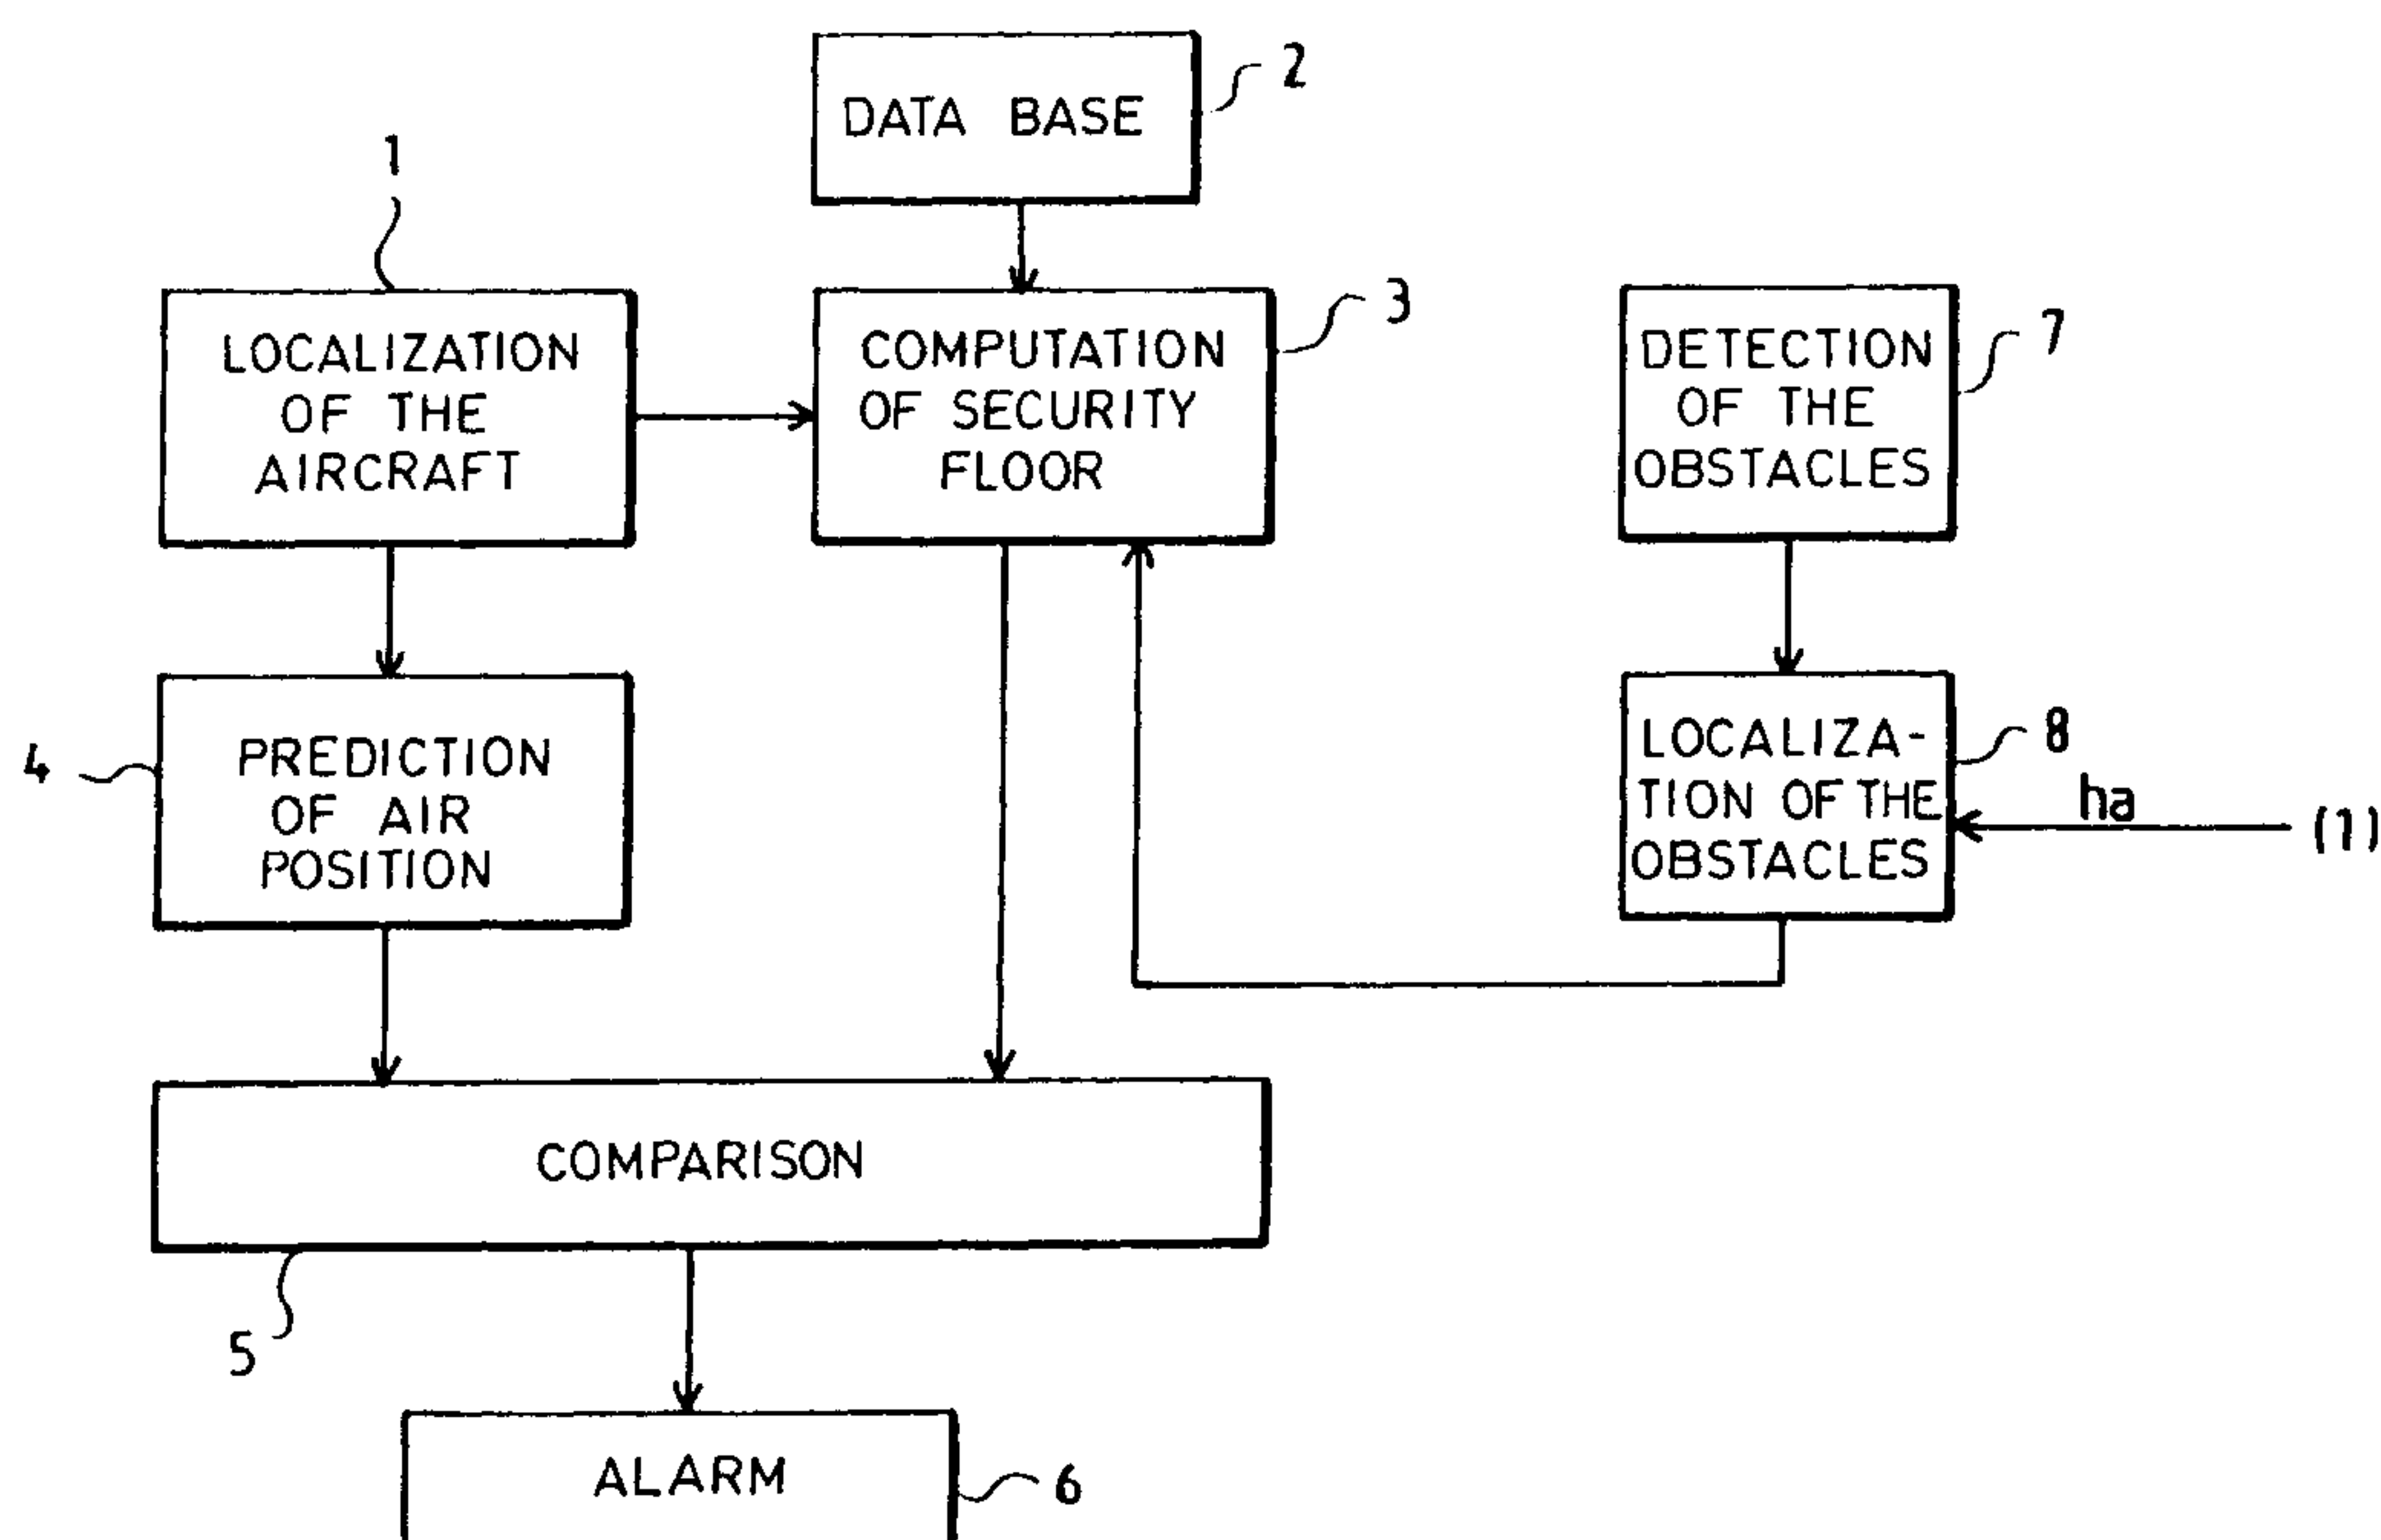 DATA BASE
2
1
LOCALIZATION
OF THE
AIRCRAFT
COMPUTATION
OF SECURITY
FLOOR
3
DETECTION
OF THE
OBSTACLES
7
4
PREDICTION
OF AIR
POSITION
LOCALIZA-
TION OF THE
OBSTACLES
8
ha
(1)
COMPARISON
5
ALARM
6